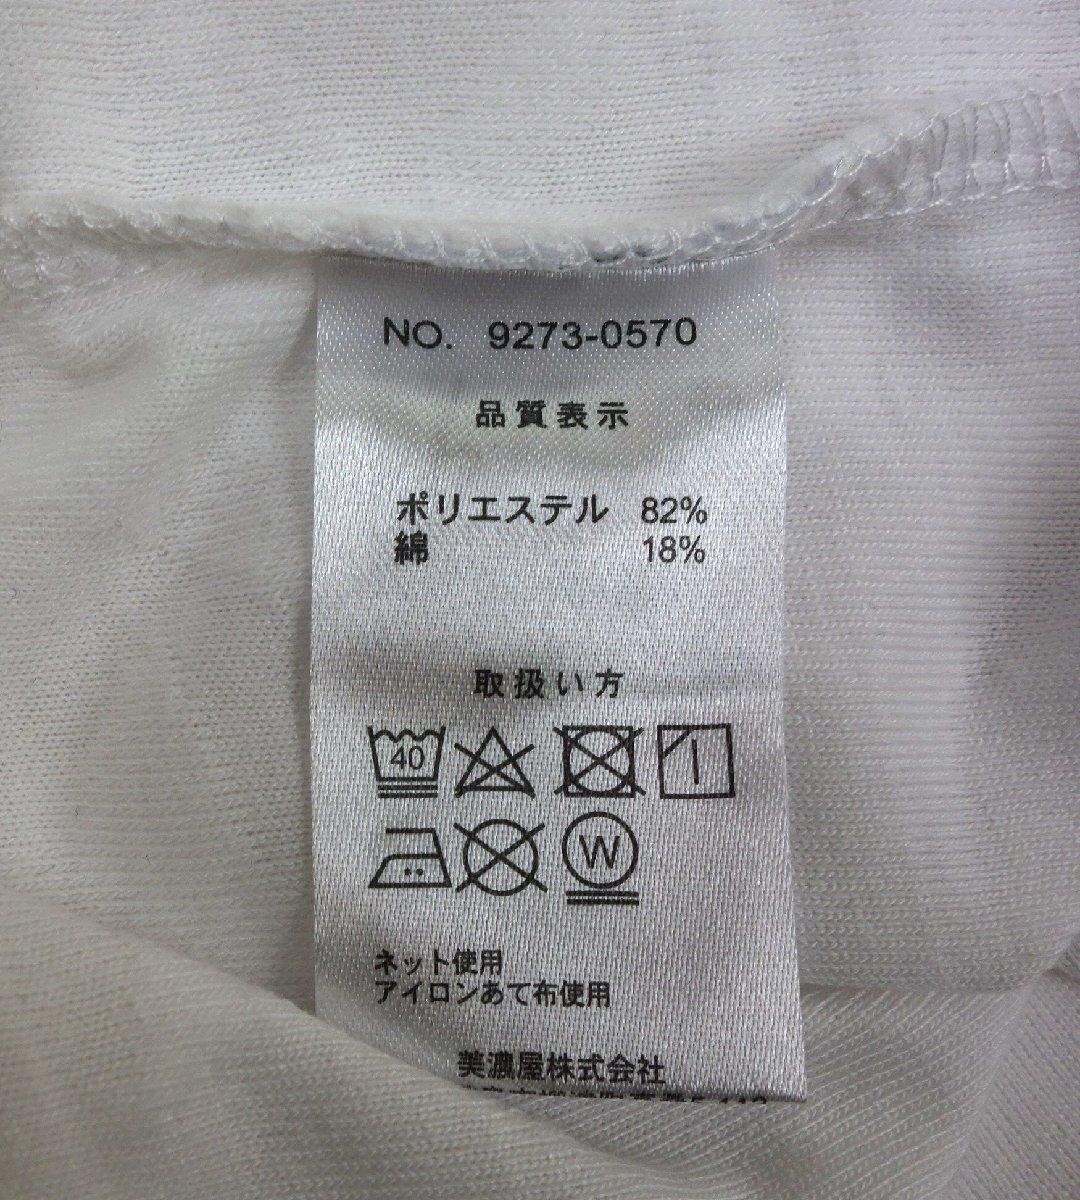 NO. 9273-0570
品質表示
ポリエステル 82%
綿 18%
取扱い方
40
W
ネット使用
アイロンあて布使用
美濃屋株式会社